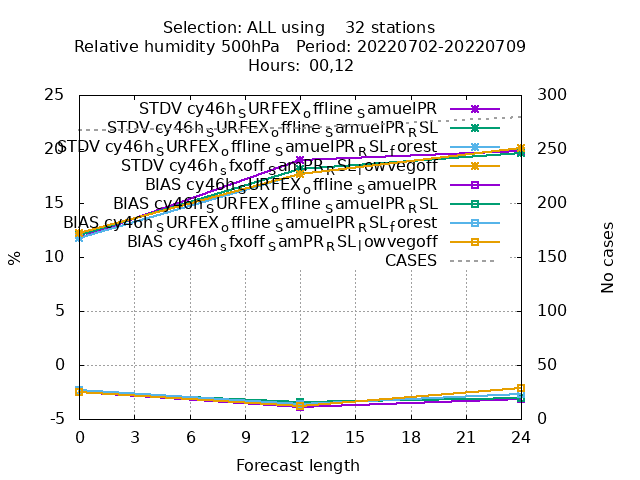 Selection: ALL using 32 stations
Relative humidity 500hPa Period: 20220702-20220709
Hours: 00,12
25
20
15
10
5
0
-5
%
300
250
200
150
100
50
0
No cases
STDV cy46h_SURFEX_offline_SamuelPR
STDV cy46h_SURFEX_offline_SamuelPR_RSL
STDV cy46h_SURFEX_offline_SamuelPR_RSL_forest
STDV cy46h_sfxoff_SamPR_RSL_lowvegoff
BIAS cy46h_SURFEX_offline_SamuelPR
BIAS cy46h_SURFEX_offline_SamuelPR_RSL
BIAS cy46h_SURFEX_offline_SamuelPR_RSL_forest
BIAS cy46h_sfxoff_SamPR_RSL_lowvegoff
CASES
0 3 6 9 12 15 18 21 24
Forecast length